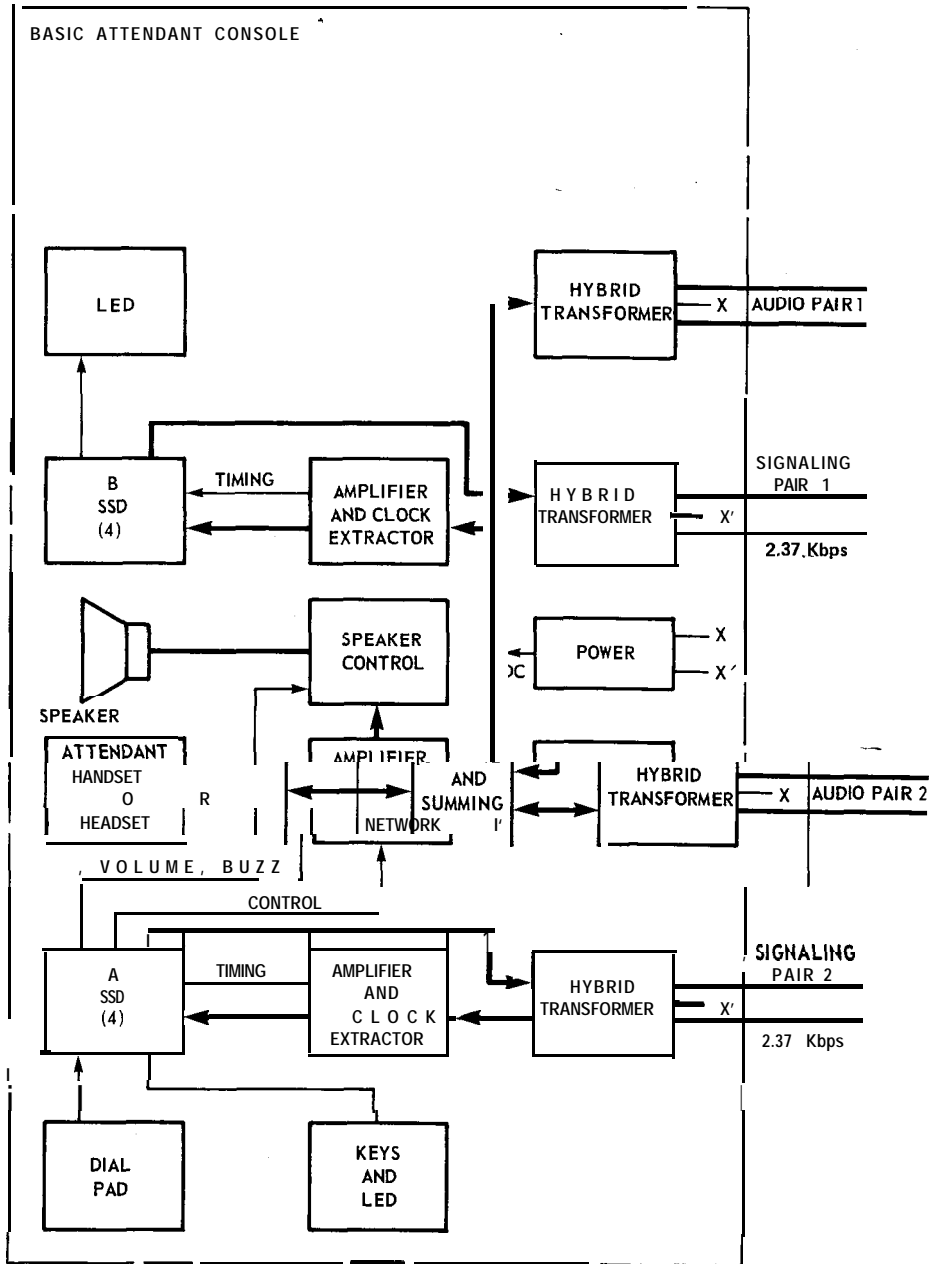 BASIC ATTENDANT CONSOLE
LED
HYBRID
TRANSFORMER
X
AUDIO PAIR 1
B
SSD
(4)
TIMING
AMPLIFIER
AND CLOCK
EXTRACTOR
HYBRID
TRANSFORMER
X'
SIGNALING
PAIR 1
2.37 Kbps
SPEAKER
SPEAKER
CONTROL
POWER
X
X'
ATTENDANT
HANDSET
O R
HEADSET
AMPLIFIER
AND
SUMMING
NETWORK
HYBRID
TRANSFORMER
X
AUDIO PAIR 2
, VOLUME, BUZZ
CONTROL
A
SSD
(4)
TIMING
AMPLIFIER
AND
CLOCK
EXTRACTOR
HYBRID
TRANSFORMER
X'
SIGNALING
PAIR 2
2.37 Kbps
DIAL
PAD
KEYS
AND
LED